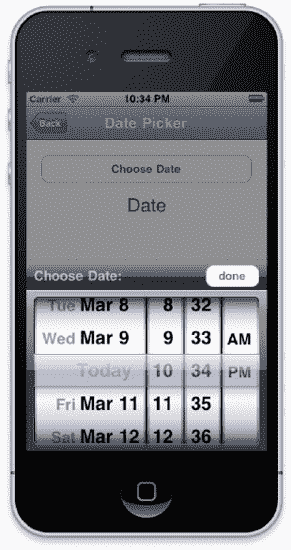 Carrier 10:34 PM
Back Date Picker
Choose Date
Date
Choose Date: done
Tue Mar 8 8 32
Wed Mar 9 9 33 AM
Today 10 34 PM
Fri Mar 11 11 35
Sat Mar 12 12 36